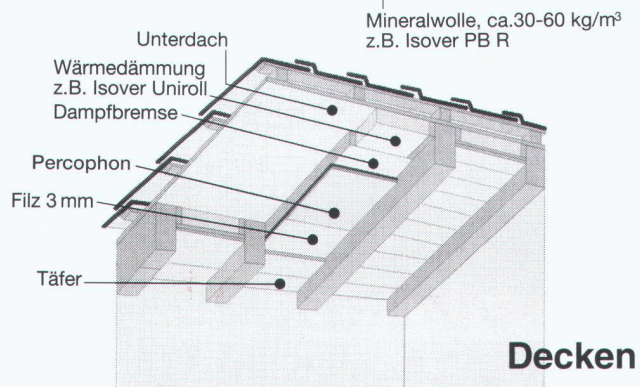 Mineralwolle, ca.30-60 kg/m³
z.B. Isover PB R
Unterdach
Wärmedämmung
z.B. Isover Uniroll
Dampfbremse
Percophon
Filz 3 mm
Täfer
Decken